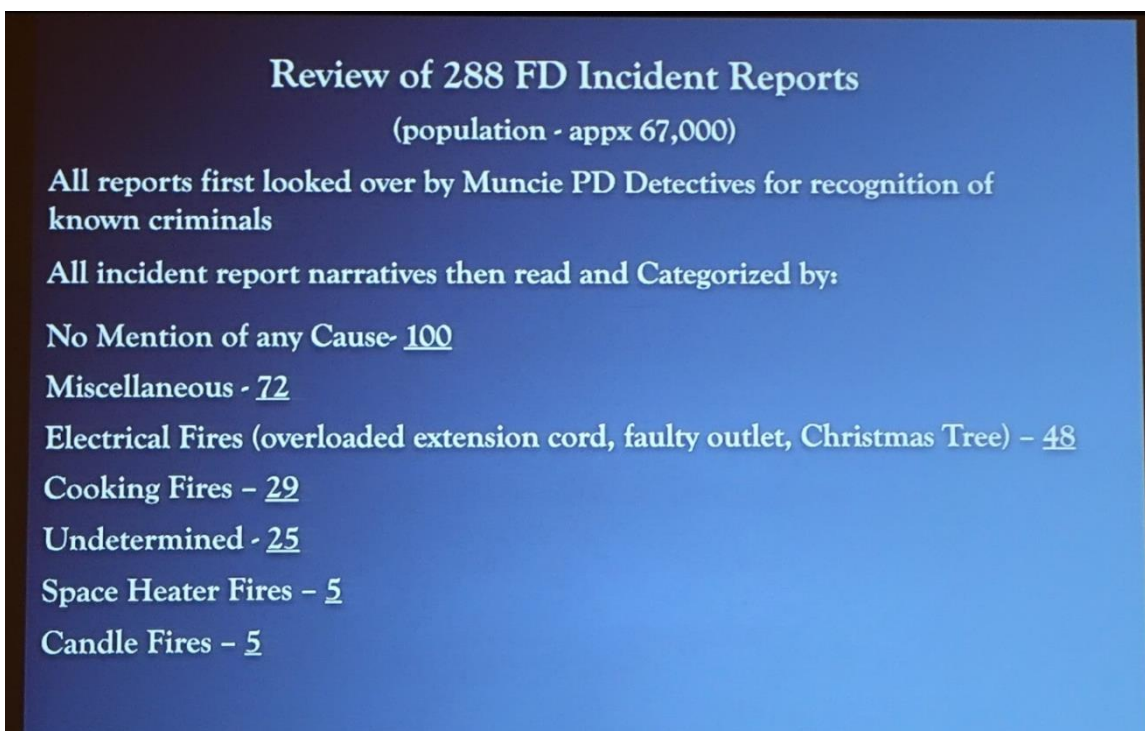 Review of 288 FD Incident Reports
(population - appx 67,000)
All reports first looked over by Muncie PD Detectives for recognition of
known criminals
All incident report narratives then read and Categorized by:
No Mention of any Cause- 100
Miscellaneous - 72
Electrical Fires (overloaded extension cord, faulty outlet, Christmas Tree) – 48
Cooking Fires – 29
Undetermined - 25
Space Heater Fires – 5
Candle Fires – 5